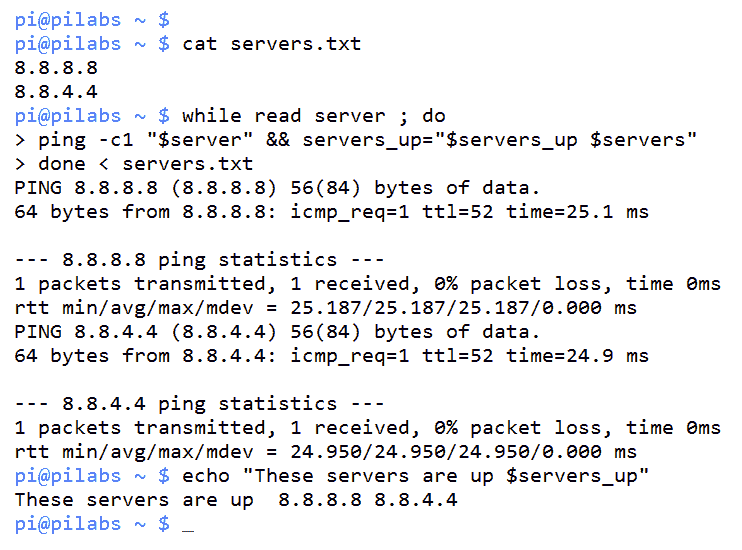 pi@pilabs ~ $
pi@pilabs ~ $ cat servers.txt
8.8.8.8
8.8.4.4
pi@pilabs ~ $ while read server ; do
> ping -c1 "$server" && servers_up="$servers_up $servers"
> done < servers.txt
PING 8.8.8.8 (8.8.8.8) 56(84) bytes of data.
64 bytes from 8.8.8.8: icmp_req=1 ttl=52 time=25.1 ms

--- 8.8.8.8 ping statistics ---
1 packets transmitted, 1 received, 0% packet loss, time 0ms
rtt min/avg/max/mdev = 25.187/25.187/25.187/0.000 ms
PING 8.8.4.4 (8.8.4.4) 56(84) bytes of data.
64 bytes from 8.8.4.4: icmp_req=1 ttl=52 time=24.9 ms

--- 8.8.4.4 ping statistics ---
1 packets transmitted, 1 received, 0% packet loss, time 0ms
rtt min/avg/max/mdev = 24.950/24.950/24.950/0.000 ms
pi@pilabs ~ $ echo "These servers are up $servers_up"
These servers are up  8.8.8.8 8.8.4.4
pi@pilabs ~ $ _